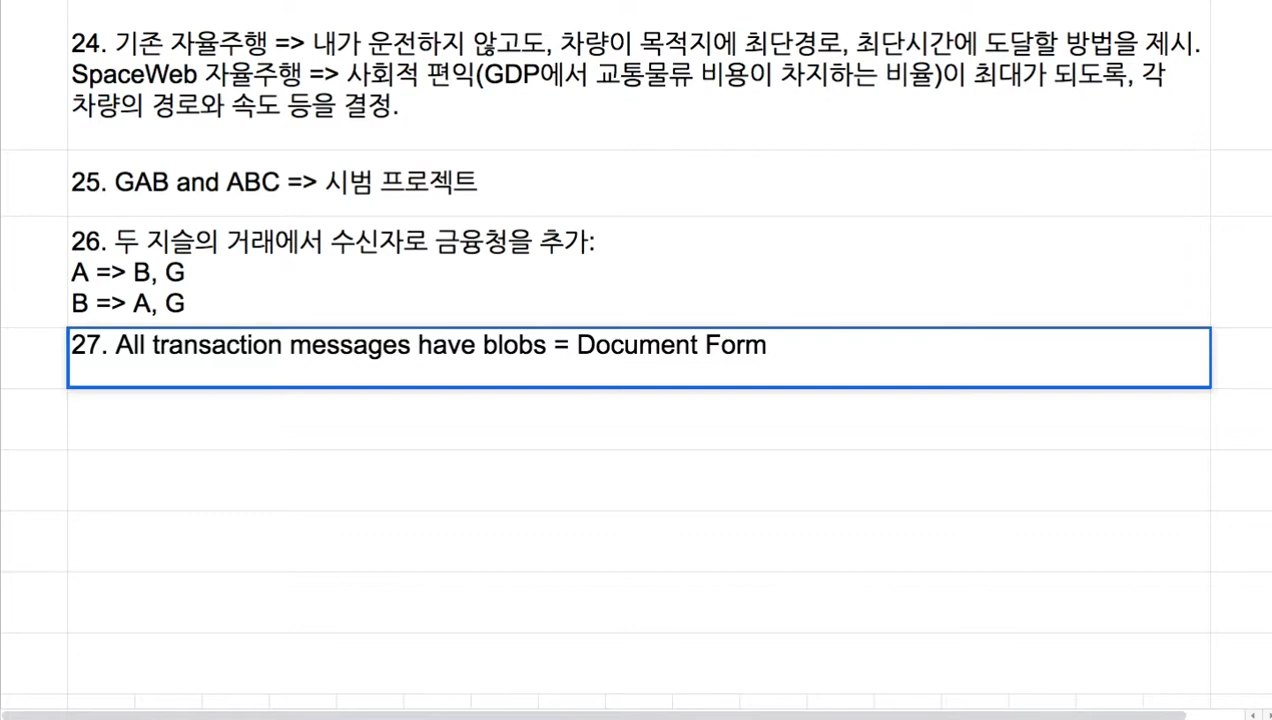 24. 기존 자율주행 => 내가 운전하지 않고도, 차량이 목적지에 최단경로, 최단시간에 도달할 방법을 제시.
SpaceWeb 자율주행 => 사회적 편익(GDP에서 교통물류 비용이 차지하는 비율)이 최대가 되도록, 각
차량의 경로와 속도 등을 결정.
25. GAB and ABC => 시범 프로젝트
26. 두 지슬의 거래에서 수신자로 금융청을 추가:
A => B, G
B => A, G
27. All transaction messages have blobs = Document Form